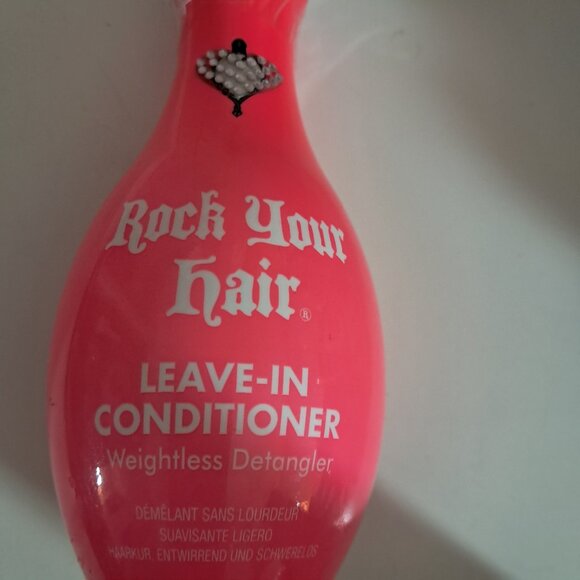 Rock Your
hair®
LEAVE-IN
CONDITIONER
Weightless Detangler
DÉMÊLANT SANS LOURDEUR
SUAVISANTE LIGERO
HAARKUR, ENTWIRREND UND SCHWERELOS